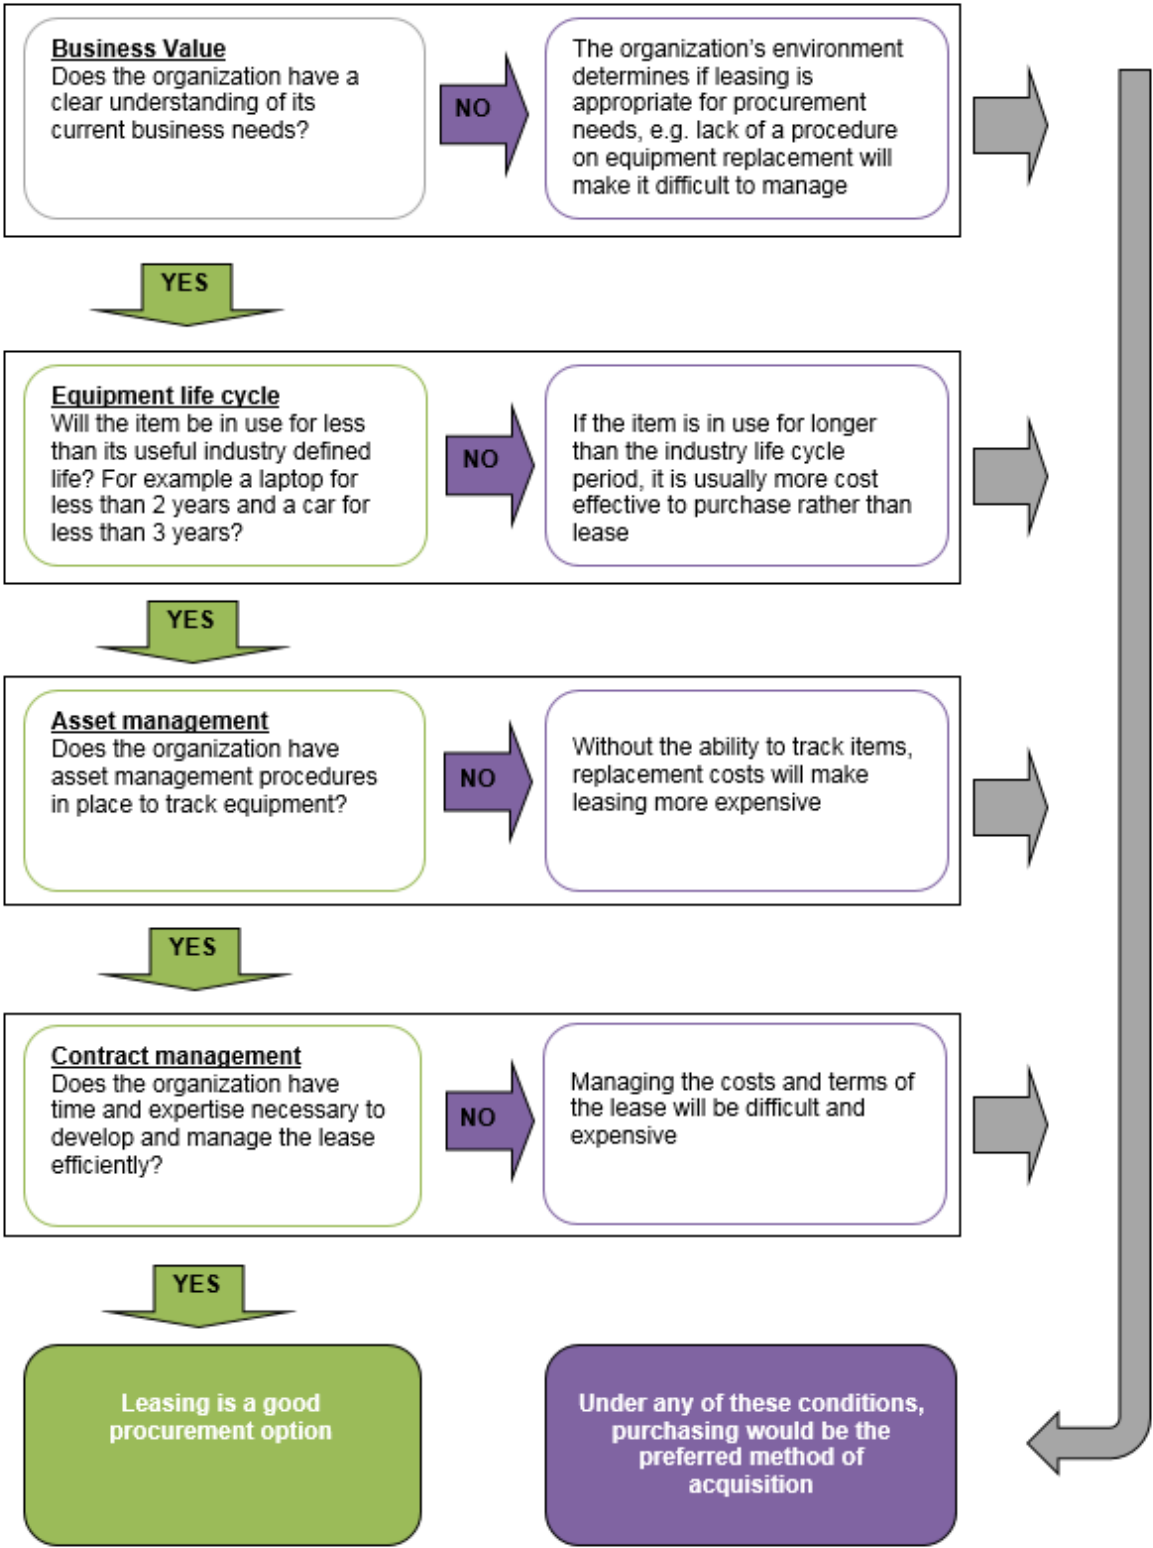 Business Value
Does the organization have a
clear understanding of its
current business needs?
NO
The organization's environment
determines if leasing is
appropriate for procurement
needs, e.g. lack of a procedure
on equipment replacement will
make it difficult to manage
YES
Equipment life cycle
Will the item be in use for less
than its useful industry defined
life? For example a laptop for
less than 2 years and a car for
less than 3 years?
NO
If the item is in use for longer
than the industry life cycle
period, it is usually more cost
effective to purchase rather than
lease
YES
Asset management
Does the organization have
asset management procedures
in place to track equipment?
NO
Without the ability to track items,
replacement costs will make
leasing more expensive
YES
Contract management
Does the organization have
time and expertise necessary to
develop and manage the lease
efficiently?
NO
Managing the costs and terms of
the lease will be difficult and
expensive
YES
Leasing is a good
procurement option
Under any of these conditions,
purchasing would be the
preferred method of
acquisition